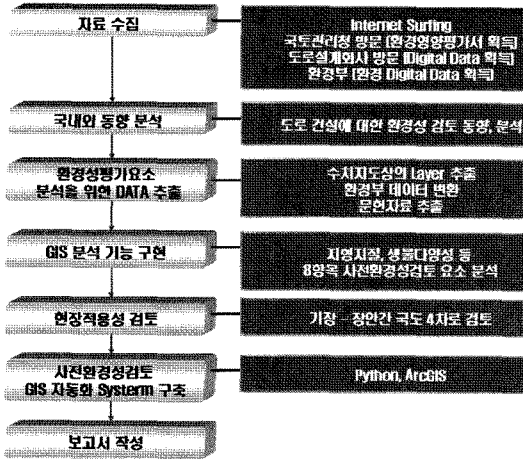 자료 수집
Internet Surfing
국토관리청 방문 [환경영향평가서 획득]
도로설계회사 방문 [Digital Data 획득]
환경부 [환경 Digital Data 획득]
국내외 동향 분석
도로 건설에 대한 환경성 검토 동향, 분석
환경성평가요소
분석을 위한 DATA 추출
수치지도상의 Layer 추출
환경부 데이터 변환
문헌자료 추출
GIS 분석 기능 구현
지형지질, 생물다양성 등
8항목 사전환경성검토 요소 분석
현장적용성 검토
기장 - 장안간 국도 4차로 검토
사전환경성검토
GIS 자동화 Systerm 구축
Python, ArcGIS
보고서 작성